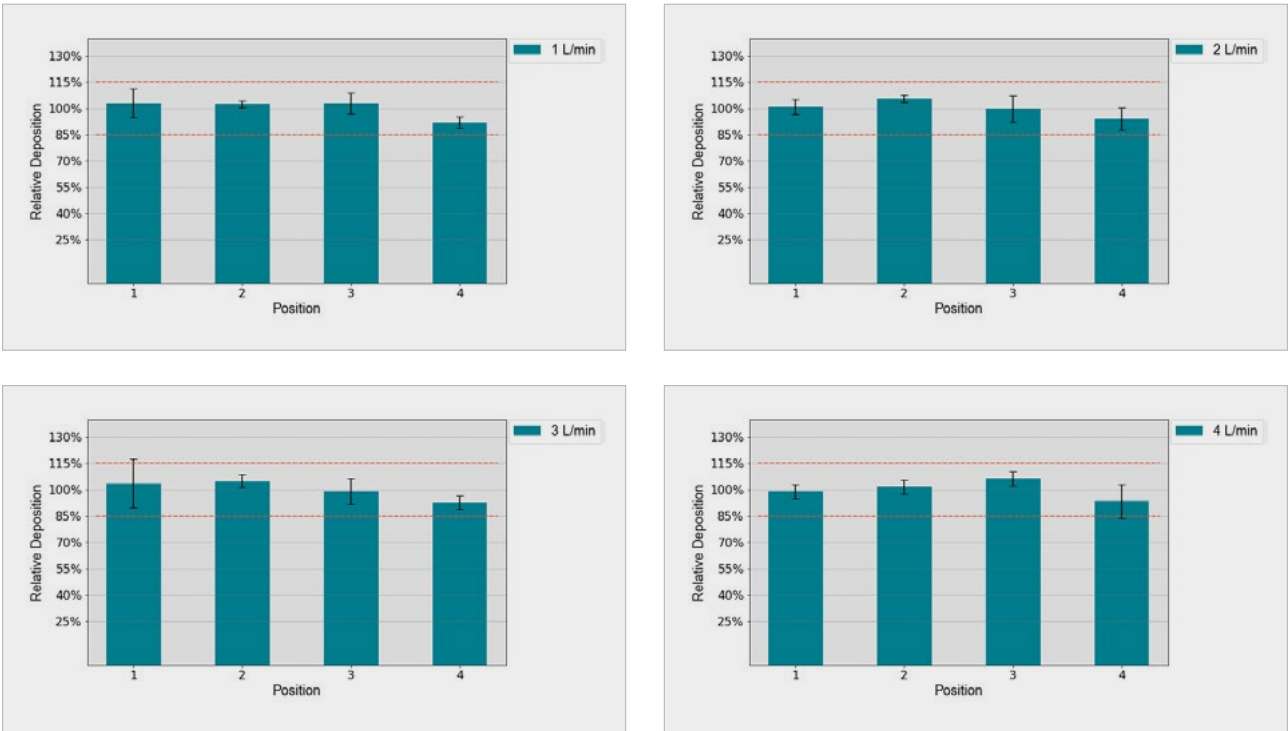 1 L/min
130%
115%
100%
85%
70%
55%
40%
25%
Relative Deposition
1 2 3 4
Position
2 L/min
130%
115%
100%
85%
70%
55%
40%
25%
Relative Deposition
1 2 3 4
Position
3 L/min
130%
115%
100%
85%
70%
55%
40%
25%
Relative Deposition
1 2 3 4
Position
4 L/min
130%
115%
100%
85%
70%
55%
40%
25%
Relative Deposition
1 2 3 4
Position